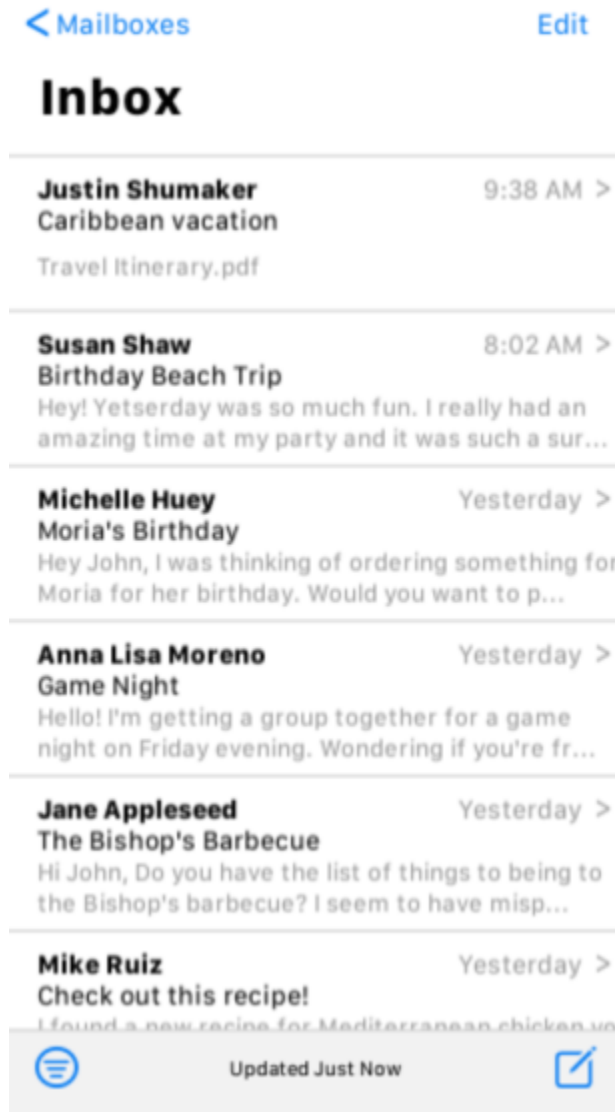 < Mailboxes Edit
Inbox
Justin Shumaker 9:38 AM >
Caribbean vacation
Travel Itinerary.pdf
Susan Shaw 8:02 AM >
Birthday Beach Trip
Hey! Yetserday was so much fun. I really had an
amazing time at my party and it was such a sur...
Michelle Huey Yesterday >
Moria's Birthday
Hey John, I was thinking of ordering something for
Moria for her birthday. Would you want to p...
Anna Lisa Moreno Yesterday >
Game Night
Hello! I'm getting a group together for a game
night on Friday evening. Wondering if you're fr...
Jane Appleseed Yesterday >
The Bishop's Barbecue
Hi John, Do you have the list of things to being to
the Bishop's barbecue? I seem to have misp...
Mike Ruiz Yesterday >
Check out this recipe!
I found a new recipe for Mediterranean chicken
Updated Just Now